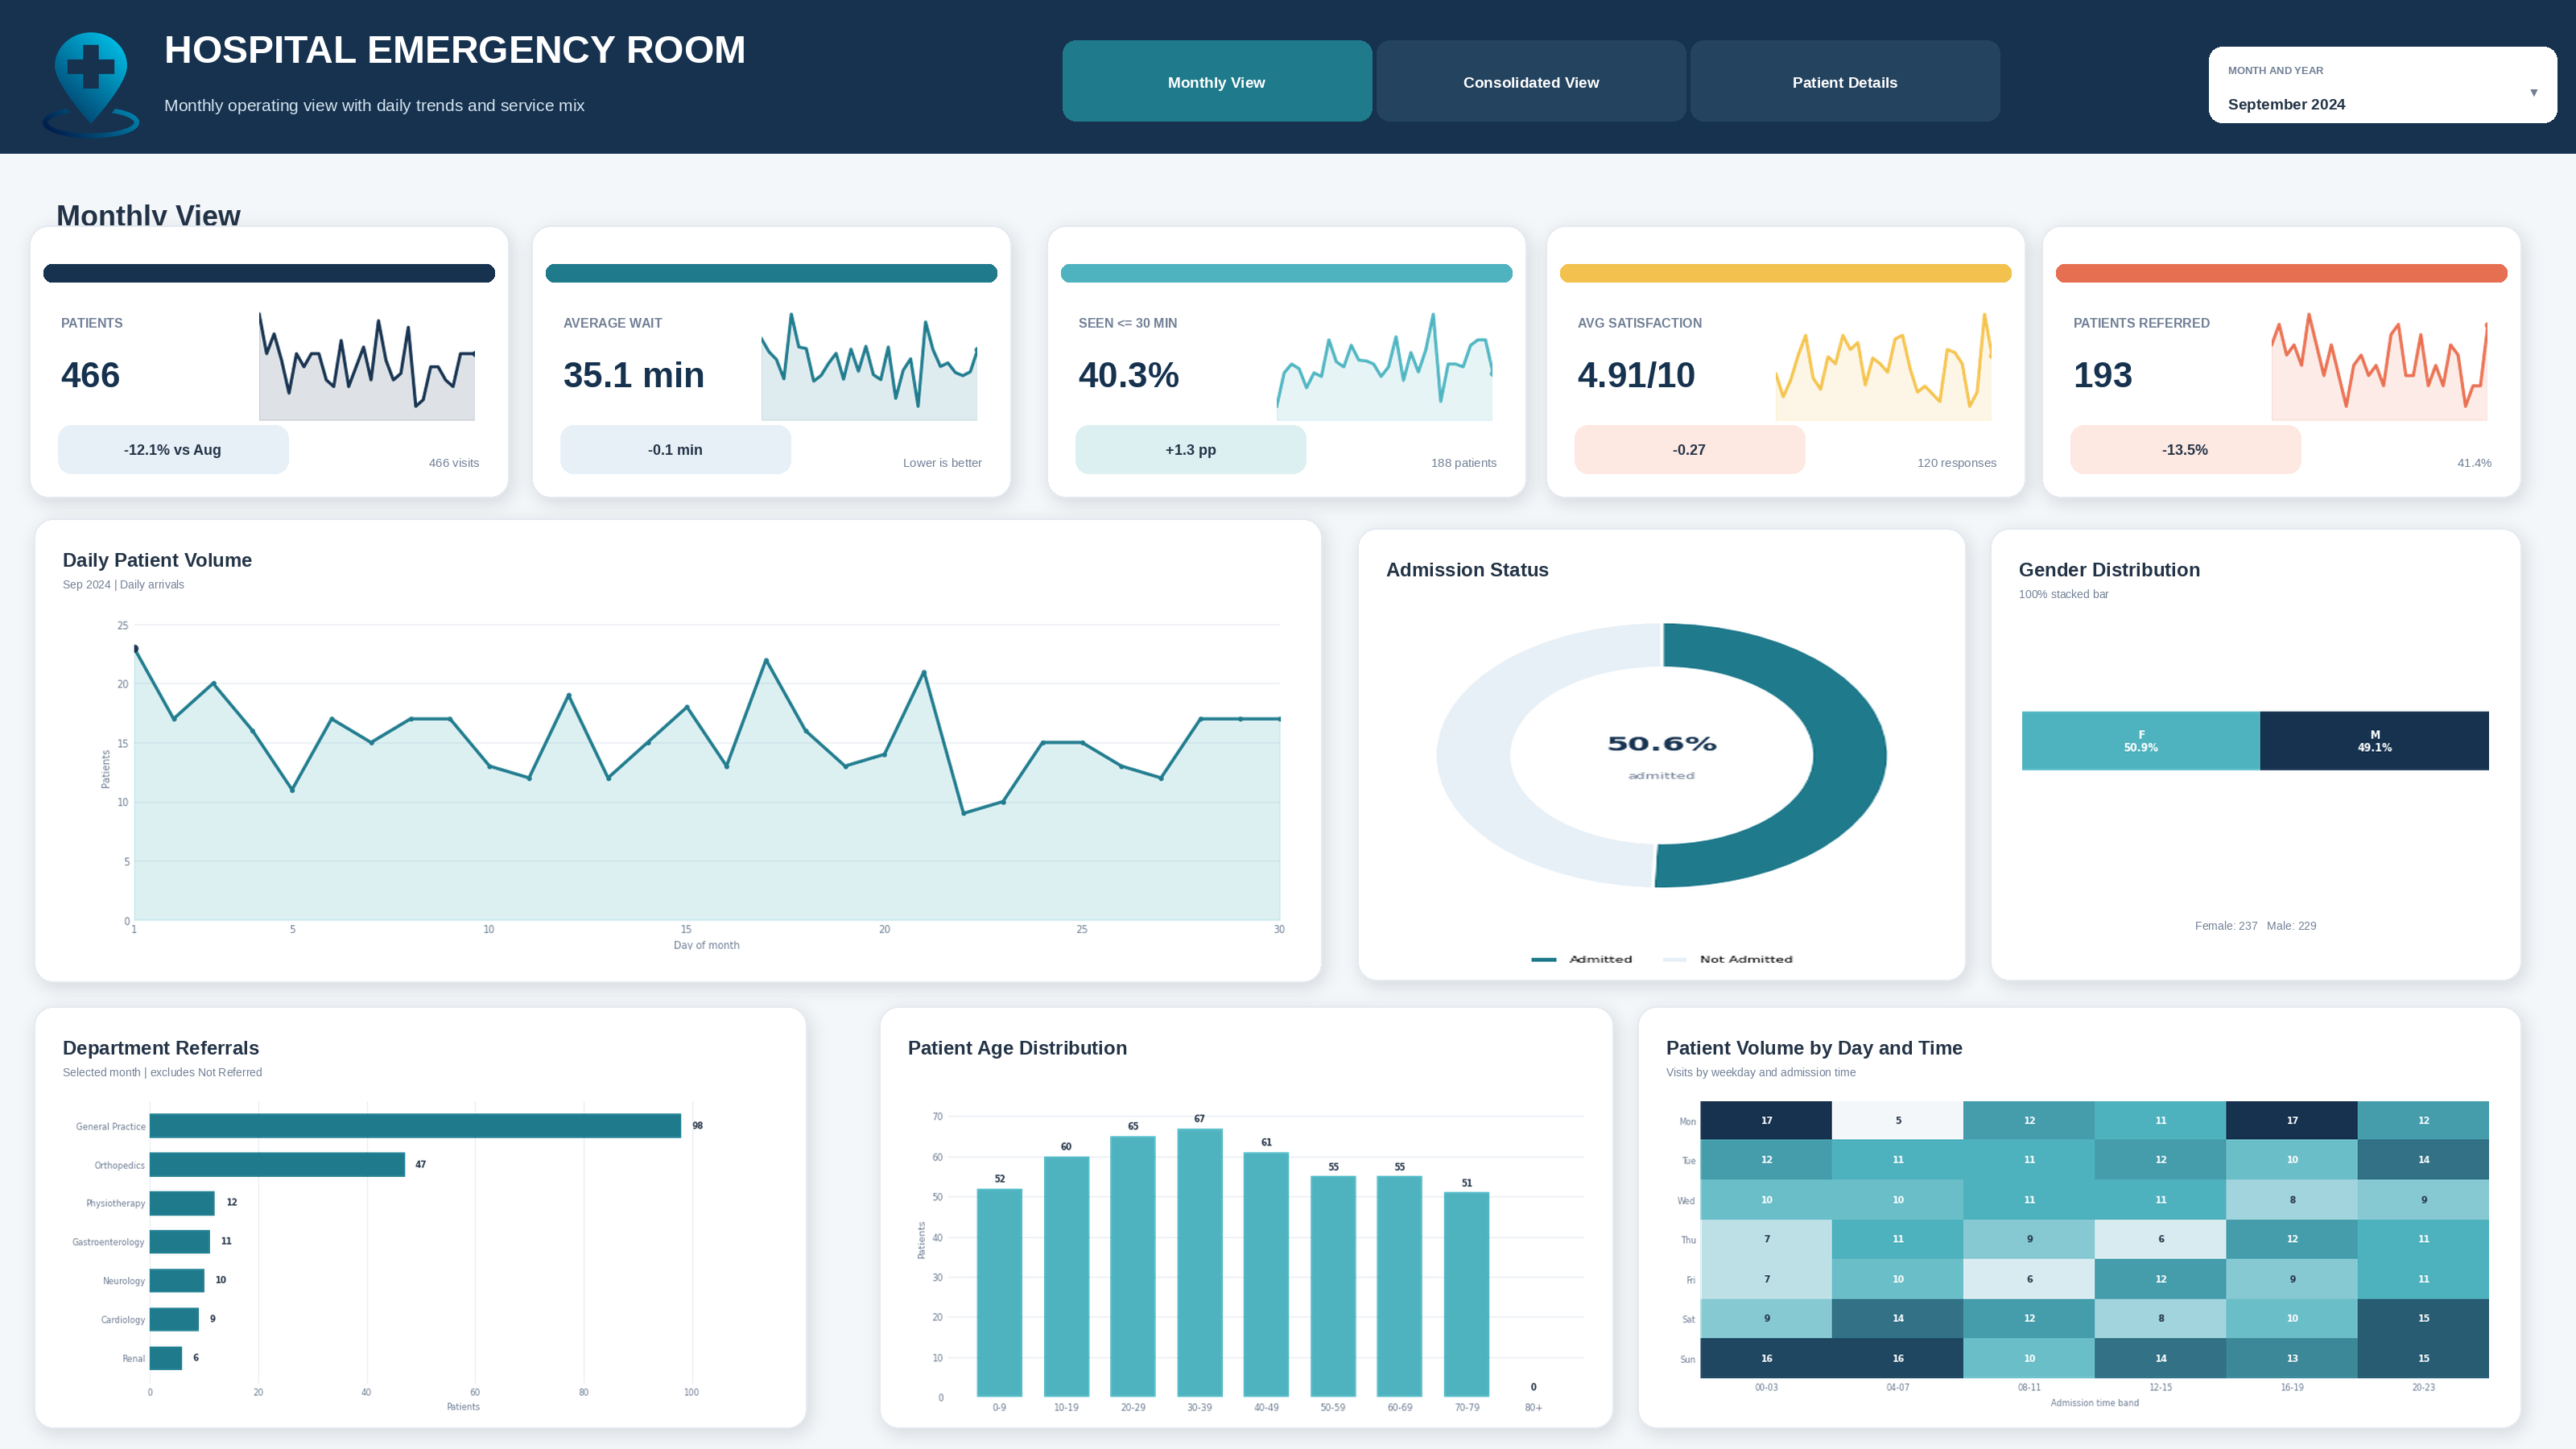 HOSPITAL EMERGENCY ROOM
Monthly operating view with daily trends and service mix
Monthly View
Consolidated View
Patient Details
MONTH AND YEAR
September 2024
▼
Monthly View
PATIENTS
466
-12.1% vs Aug
466 visits
AVERAGE WAIT
35.1 min
-0.1 min
Lower is better
SEEN <= 30 MIN
40.3%
+1.3 pp
188 patients
AVG SATISFACTION
4.91/10
-0.27
120 responses
PATIENTS REFERRED
193
-13.5%
41.4%
Daily Patient Volume
Sep 2024 | Daily arrivals
25
20
15
10
5
0
Patients
1 5 10 15 20 25 30
Day of month
Admission Status
50.6%
admitted
Admitted Not Admitted
Gender Distribution
100% stacked bar
F M
50.9% 49.1%
Female: 237 Male: 229
Department Referrals
Selected month | excludes Not Referred
General Practice 98
Orthopedics 47
Physiotherapy 12
Gastroenterology 11
Neurology 10
Cardiology 9
Renal 6
0 20 40 60 80 100
Patients
Patient Age Distribution
70
60
50
40
30
20
10
0
Patients
52 60 65 67 61 55 55 51 0
0-9 10-19 20-29 30-39 40-49 50-59 60-69 70-79 80+
Patient Volume by Day and Time
Visits by weekday and admission time
Mon 17 5 12 11 17 12
Tue 12 11 11 12 10 14
Wed 10 10 11 11 8 9
Thu 7 11 9 6 12 11
Fri 7 10 6 12 9 11
Sat 9 14 12 8 10 15
Sun 16 16 10 14 13 15
00-03 04-07 08-11 12-15 16-19 20-23
Admission time band